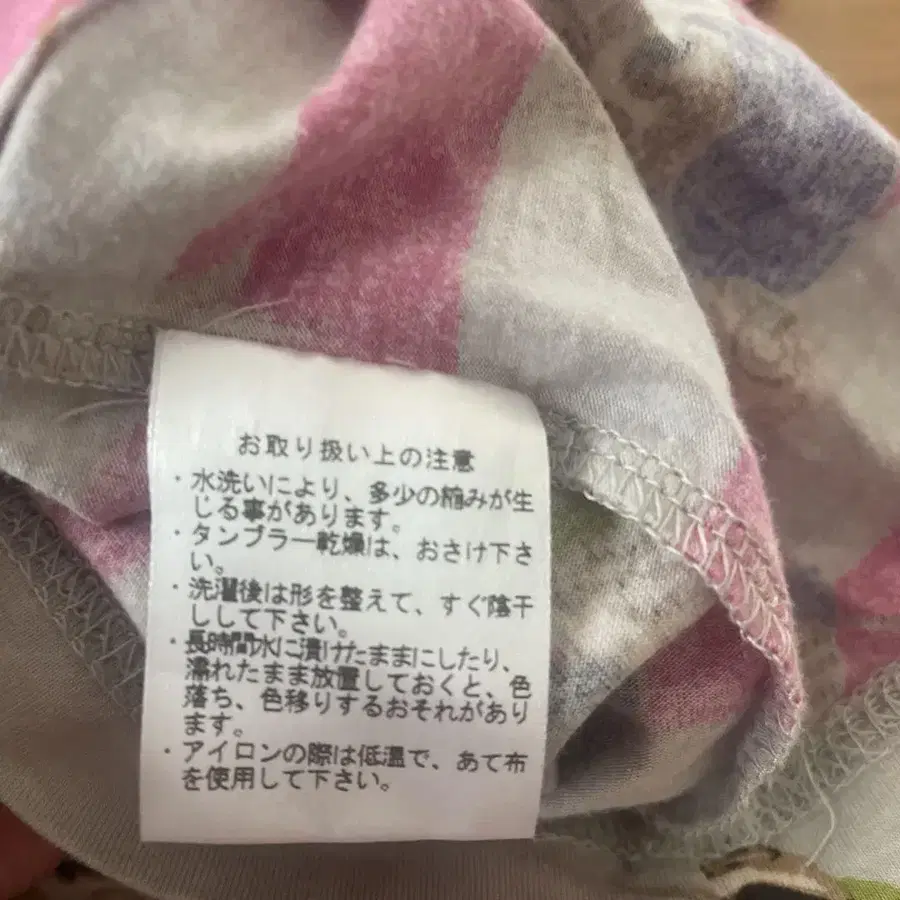 お取り扱い上の注意
・水洗いにより、多少の縮みが生
じる事があります。
・タンブラー乾燥は、おさけ下さ
い。
・洗濯後は形を整えて、すぐ陰干
しして下さい。
・長時間水に漬けたままにしたり、
濡れたまま放置しておくと、色
落ち、色移りするおそれがあり
ます。
・アイロンの際は低温で、あて布
を使用して下さい。